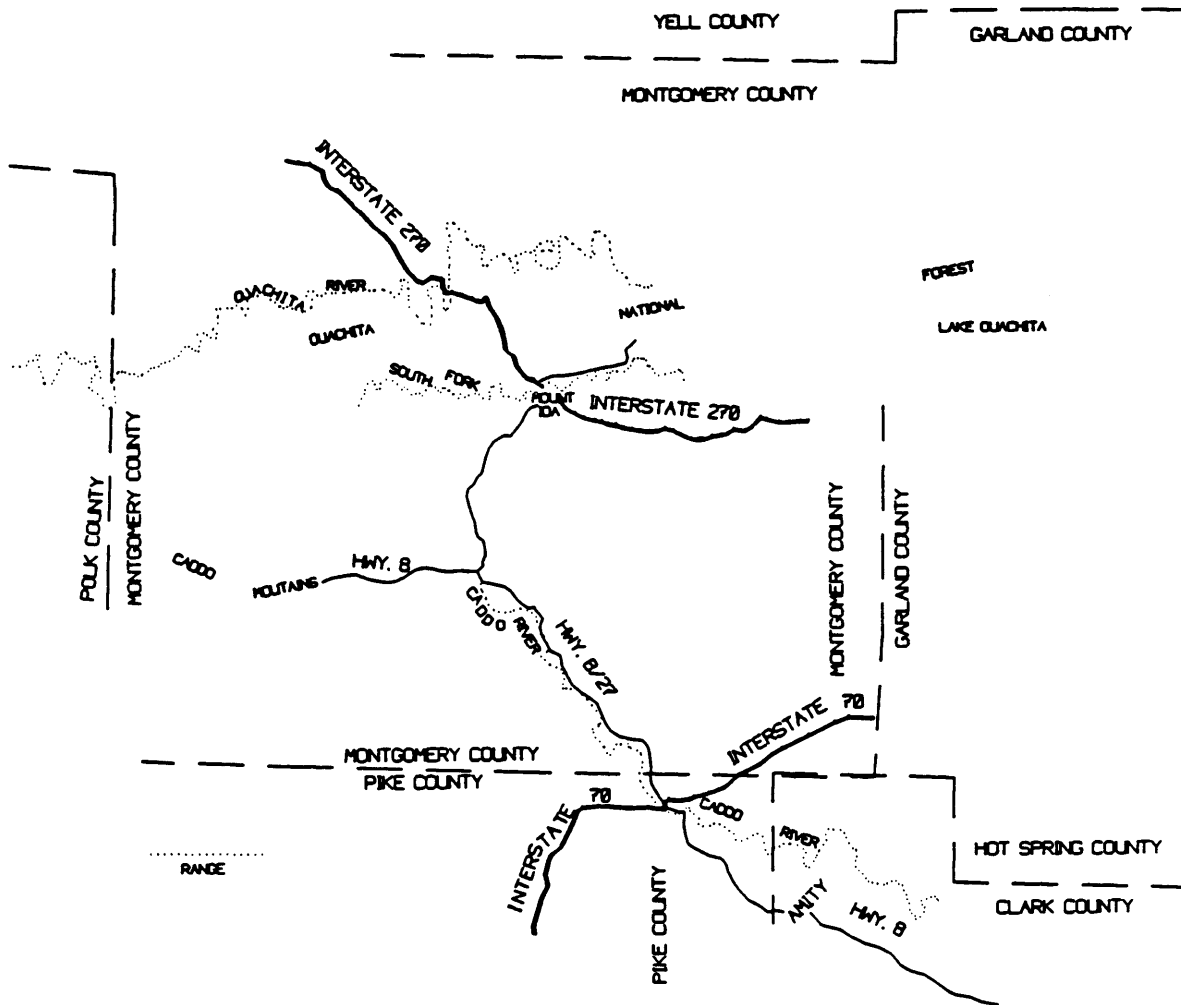 YELL COUNTY
GARLAND COUNTY
MONTGOMERY COUNTY
INTERSTATE 270
FOREST
OUACHITA RIVER
NATIONAL
OUACHITA
LAKE OUACHITA
SOUTH FORK
MOUNT
IDA
INTERSTATE 270
POLK COUNTY
MONTGOMERY COUNTY
MONTGOMERY COUNTY
GARLAND COUNTY
CADDO
MOUTAINS
HWY. 8
CADDO RIVER
HWY. 8/27
INTERSTATE 70
MONTGOMERY COUNTY
PIKE COUNTY
INTERSTATE 70
CADDO RIVER
HOT SPRING COUNTY
RANGE
AMITY
HWY. 8
CLARK COUNTY
PIKE COUNTY